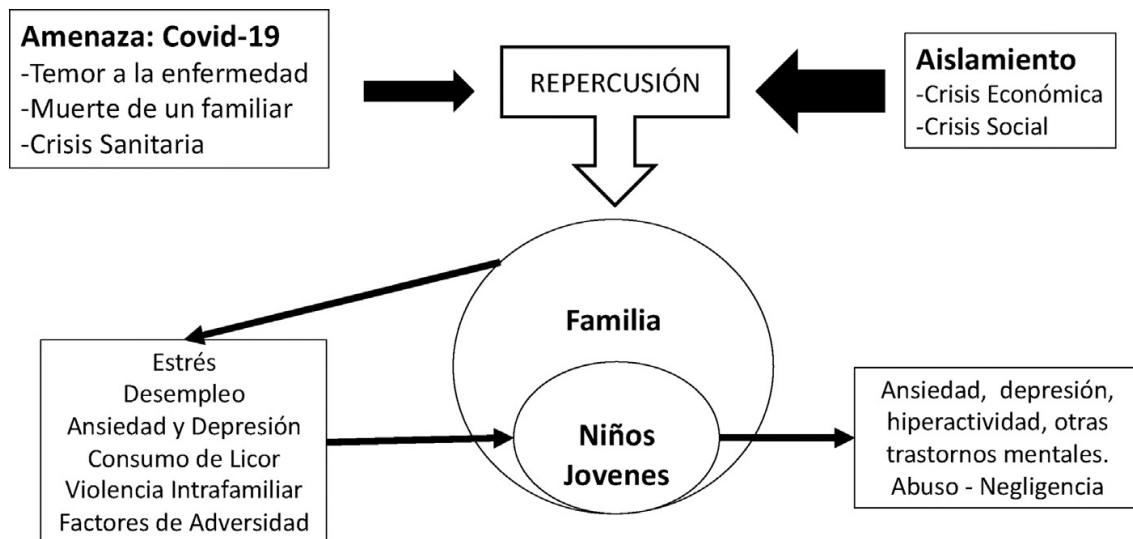 Amenaza: Covid-19
-Temor a la enfermedad
-Muerte de un familiar
-Crisis Sanitaria
REPERCUSIÓN
Aislamiento
-Crisis Económica
-Crisis Social
Familia
Niños
Jovenes
Estrés
Desempleo
Ansiedad y Depresión
Consumo de Licor
Violencia Intrafamiliar
Factores de Adversidad
Ansiedad, depresión,
hiperactividad, otras
trastornos mentales.
Abuso - Negligencia